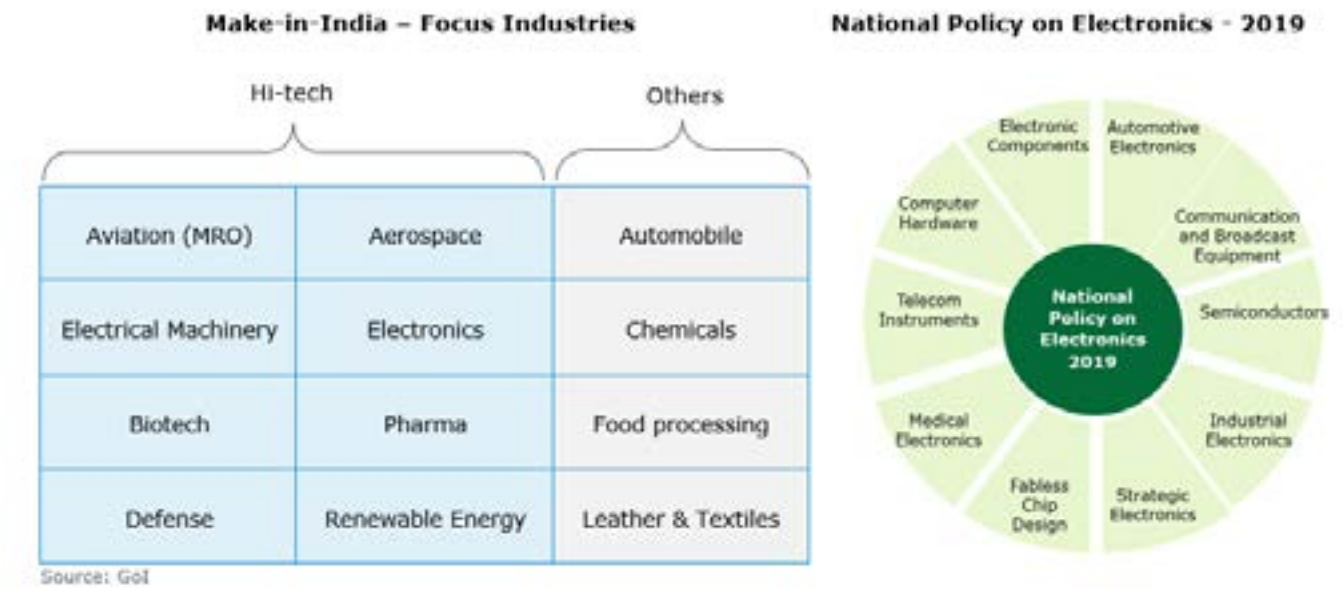 Make-in-India – Focus Industries
Hi-tech
Others
Aviation (MRO)
Aerospace
Automobile
Electrical Machinery
Electronics
Chemicals
Biotech
Pharma
Food processing
Defense
Renewable Energy
Leather & Textiles
Source: GoI
National Policy on Electronics - 2019
Electronic
Components
Automotive
Electronics
Computer
Hardware
Communication
and Broadcast
Equipment
Telecom
Instruments
National
Policy on
Electronics
2019
Semiconductors
Medical
Electronics
Industrial
Electronics
Fabless
Chip
Design
Strategic
Electronics